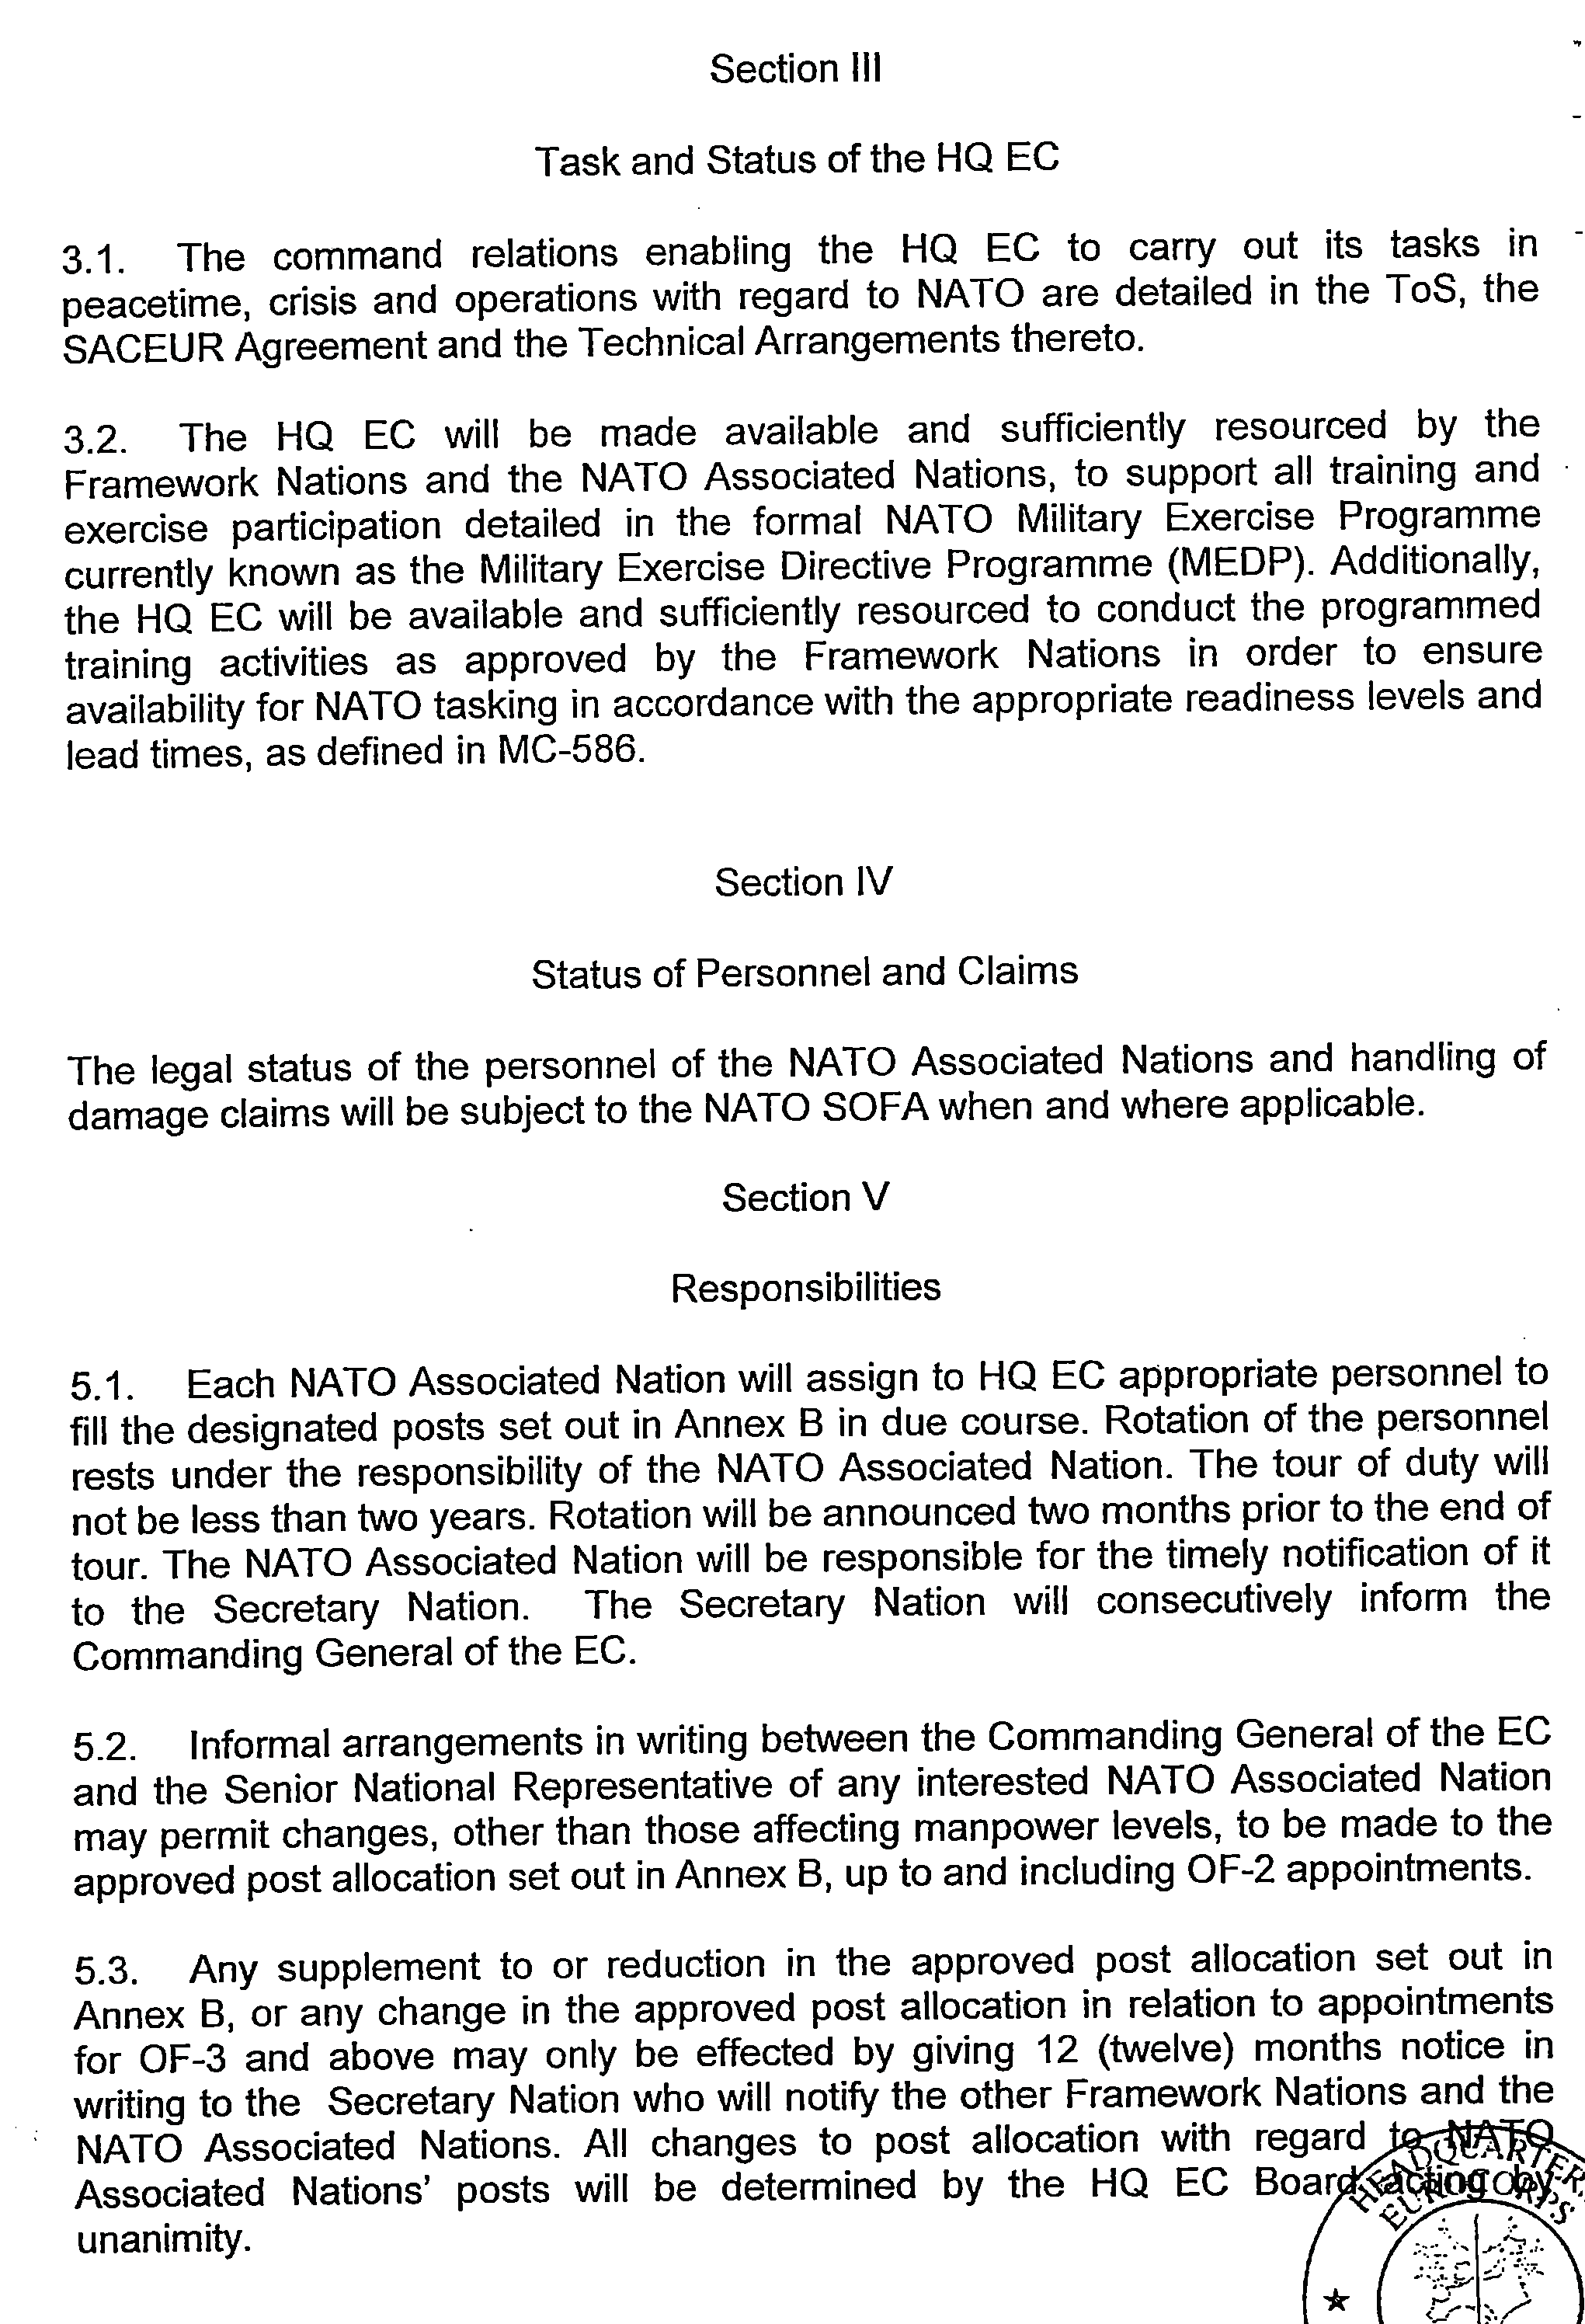 Section III
Task and Status of the HQ EC
3.1. The command relations enabling the HQ EC to carry out its tasks in
peacetime, crisis and operations with regard to NATO are detailed in the ToS, the
SACEUR Agreement and the Technical Arrangements thereto.
3.2. The HQ EC will be made available and sufficiently resourced by the
Framework Nations and the NATO Associated Nations, to support all training and
exercise participation detailed in the formal NATO Military Exercise Programme
currently known as the Military Exercise Directive Programme (MEDP). Additionally,
the HQ EC will be available and sufficiently resourced to conduct the programmed
training activities as approved by the Framework Nations in order to ensure
availability for NATO tasking in accordance with the appropriate readiness levels and
lead times, as defined in MC-586.
Section IV
Status of Personnel and Claims
The legal status of the personnel of the NATO Associated Nations and handling of
damage claims will be subject to the NATO SOFA when and where applicable.
Section V
Responsibilities
5.1. Each NATO Associated Nation will assign to HQ EC appropriate personnel to
fill the designated posts set out in Annex B in due course. Rotation of the personnel
rests under the responsibility of the NATO Associated Nation. The tour of duty will
not be less than two years. Rotation will be announced two months prior to the end of
tour. The NATO Associated Nation will be responsible for the timely notification of it
to the Secretary Nation. The Secretary Nation will consecutively inform the
Commanding General of the EC.
5.2. Informal arrangements in writing between the Commanding General of the EC
and the Senior National Representative of any interested NATO Associated Nation
may permit changes, other than those affecting manpower levels, to be made to the
approved post allocation set out in Annex B, up to and including OF-2 appointments.
5.3. Any supplement to or reduction in the approved post allocation set out in
Annex B, or any change in the approved post allocation in relation to appointments
for OF-3 and above may only be effected by giving 12 (twelve) months notice in
writing to the Secretary Nation who will notify the other Framework Nations and the
NATO Associated Nations. All changes to post allocation with regard to NATO
Associated Nations' posts will be determined by the HQ EC Board, acting by
unanimity.
EUROCORPS